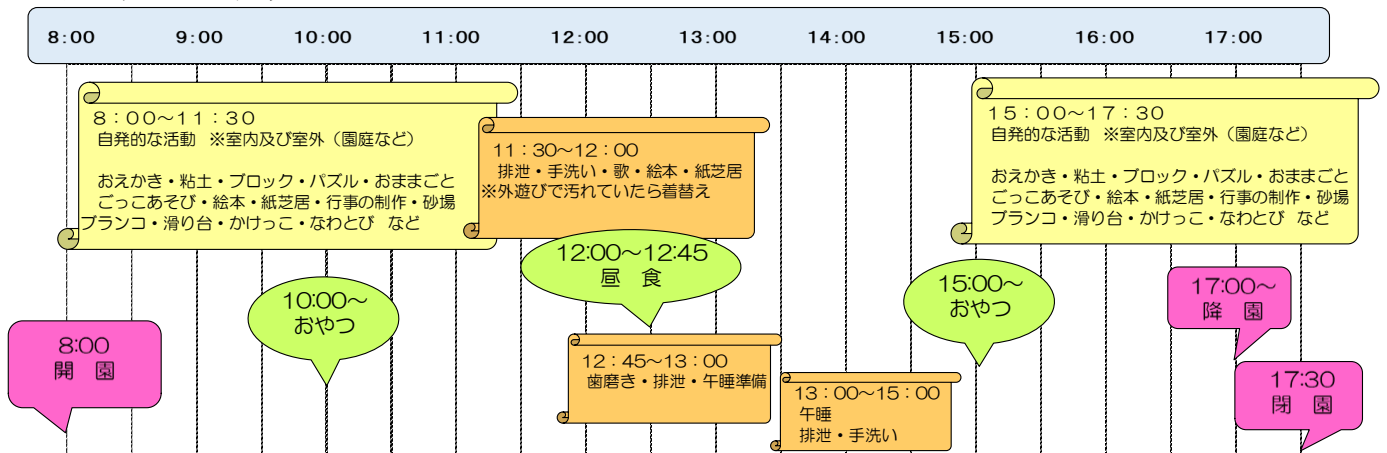 8:00 9:00 10:00 11:00 12:00 13:00 14:00 15:00 16:00 17:00
8：00～11：30
自発的な活動 ※室内及び室外（園庭など）
おえかき・粘土・ブロック・パズル・おままごと
ごっこあそび・絵本・紙芝居・行事の制作・砂場
ブランコ・滑り台・かけっこ・なわとび など
11：30～12：00
排泄・手洗い・歌・絵本・紙芝居
※外遊びで汚れていたら着替え
15：00～17：30
自発的な活動 ※室内及び室外（園庭など）
おえかき・粘土・ブロック・パズル・おままごと
ごっこあそび・絵本・紙芝居・行事の制作・砂場
ブランコ・滑り台・かけっこ・なわとび など
8:00
開 園
10:00～
おやつ
12:00～12:45
昼 食
12：45～13：00
歯磨き・排泄・午睡準備
13：00～15：00
午睡
排泄・手洗い
15:00～
おやつ
17:00～
降 園
17:30
閉 園